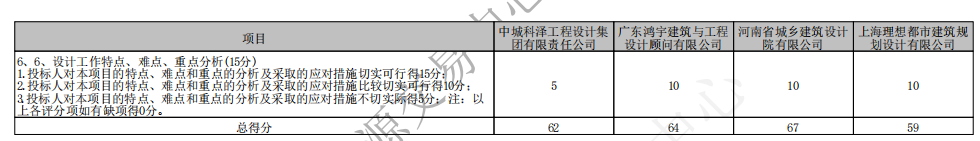 项目
中城科泽工程设计集
团有限责任公司
广东鸿宇建筑与工程
设计顾问有限公司
河南省城乡建筑设计
院有限公司
上海理想都市建筑规
划设计有限公司
6、6、设计工作特点、难点、重点分析(15分)
1.投标人对本项目的特点、难点和重点的分析及采取的应对措施切实可行得15分；
2.投标人对本项目的特点、难点和重点的分析及采取的应对措施比较切实可行得10分；
3.投标人对本项目的特点、难点和重点的分析及采取的应对措施不切实际得5分；注：以
上各评分项如有缺项得0分。
5
10
10
10
总得分
62
64
67
59
源交易中心
中心